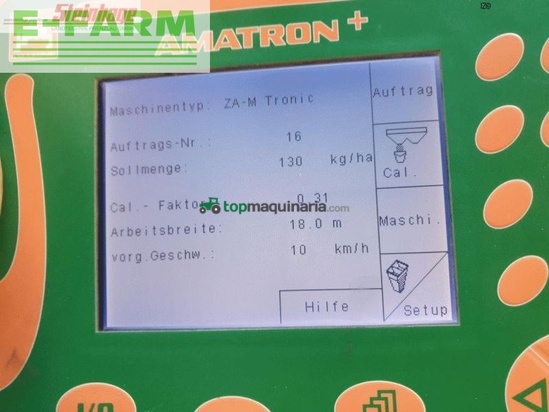 Steinhage
E-FARM
AMATRON+
Maschinentyp: ZA-M Tronic
Auftrags-Nr.: 16
Sollmenge: 130 kg/ha
Cal.- Fakto 0.31
Arbeitsbreite: 18.0 m
vorg.Geschw.: 10 km/h
Auftrag
Cal.
Maschi.
Setup
Hilfe
topmaquinaria.com
I/O